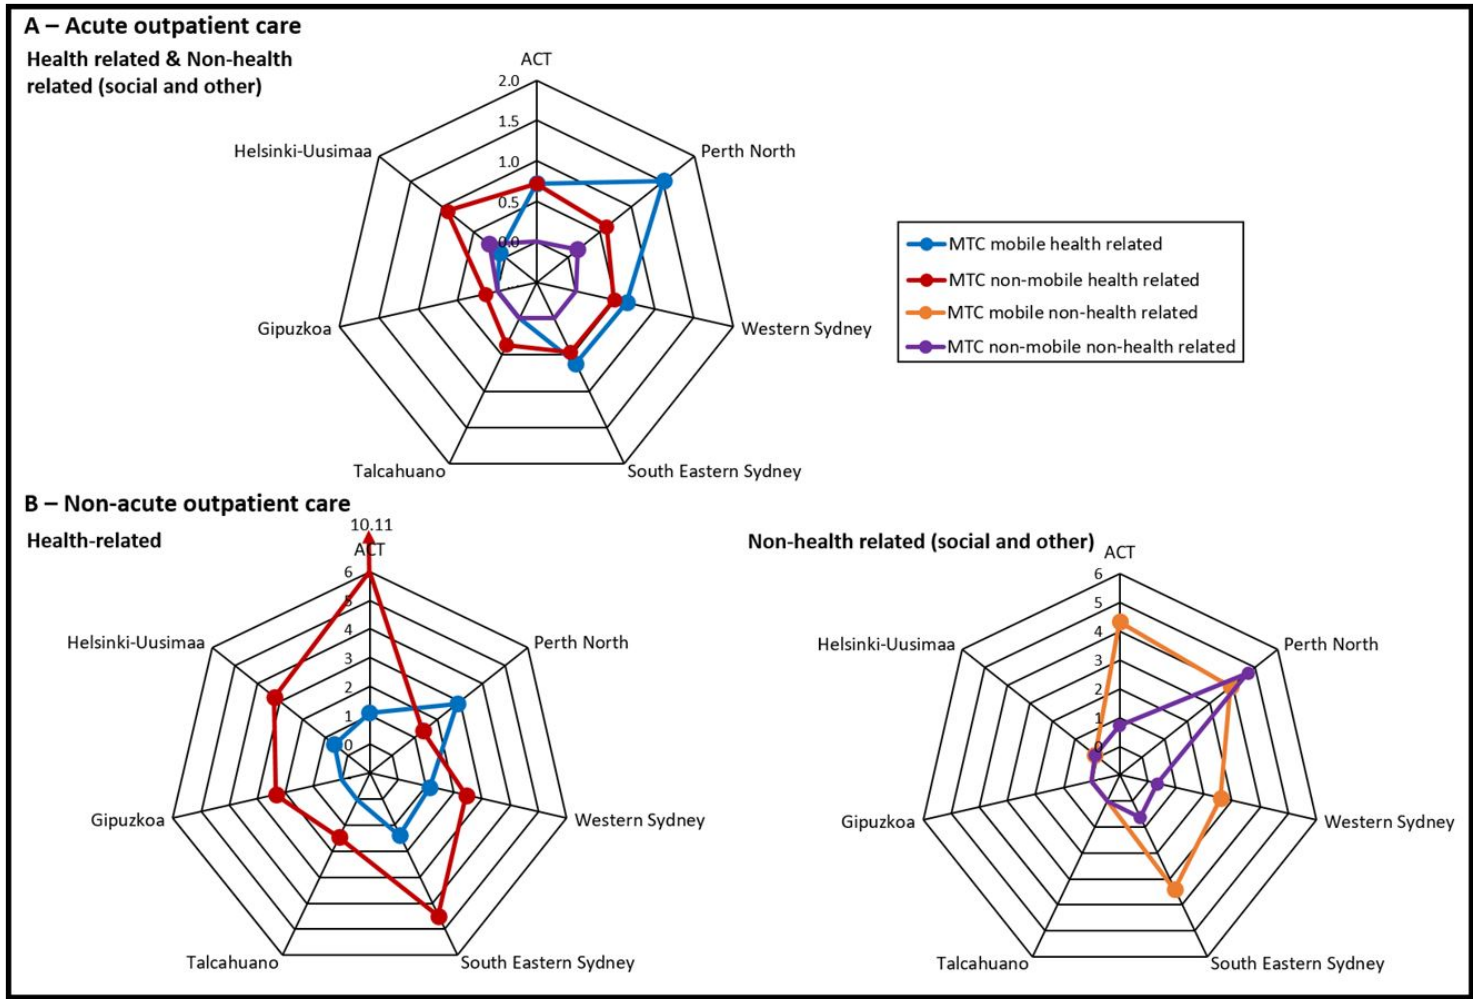 A – Acute outpatient care
Health related & Non-health
related (social and other)
ACT
2.0
1.5
1.0
0.5
0.0
Helsinki-Uusimaa
Perth North
Gipuzkoa
Western Sydney
Talcahuano
South Eastern Sydney
MTC mobile health related
MTC non-mobile health related
MTC mobile non-health related
MTC non-mobile non-health related
B – Non-acute outpatient care
Health-related
10.11
ACT
6
5
4
3
2
1
0
Helsinki-Uusimaa
Perth North
Gipuzkoa
Western Sydney
Talcahuano
South Eastern Sydney
Non-health related (social and other)
ACT
6
5
4
3
2
1
0
Helsinki-Uusimaa
Perth North
Gipuzkoa
Western Sydney
Talcahuano
South Eastern Sydney